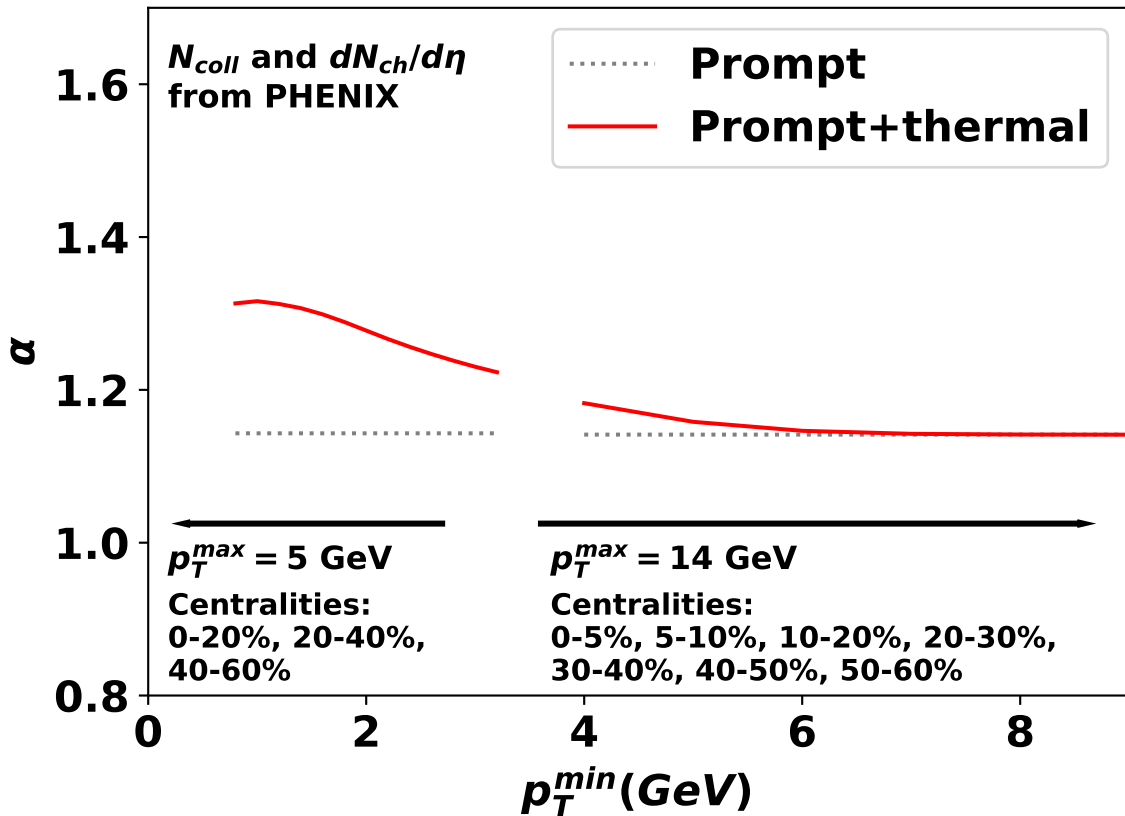 N_coll and dN_ch/dη
from PHENIX
Prompt
Prompt+thermal
1.6
1.4
1.2
1.0
0.8
α
p_T^max = 5 GeV
Centralities:
0-20%, 20-40%,
40-60%
p_T^max = 14 GeV
Centralities:
0-5%, 5-10%, 10-20%, 20-30%,
30-40%, 40-50%, 50-60%
0 2 4 6 8
p_T^min(GeV)